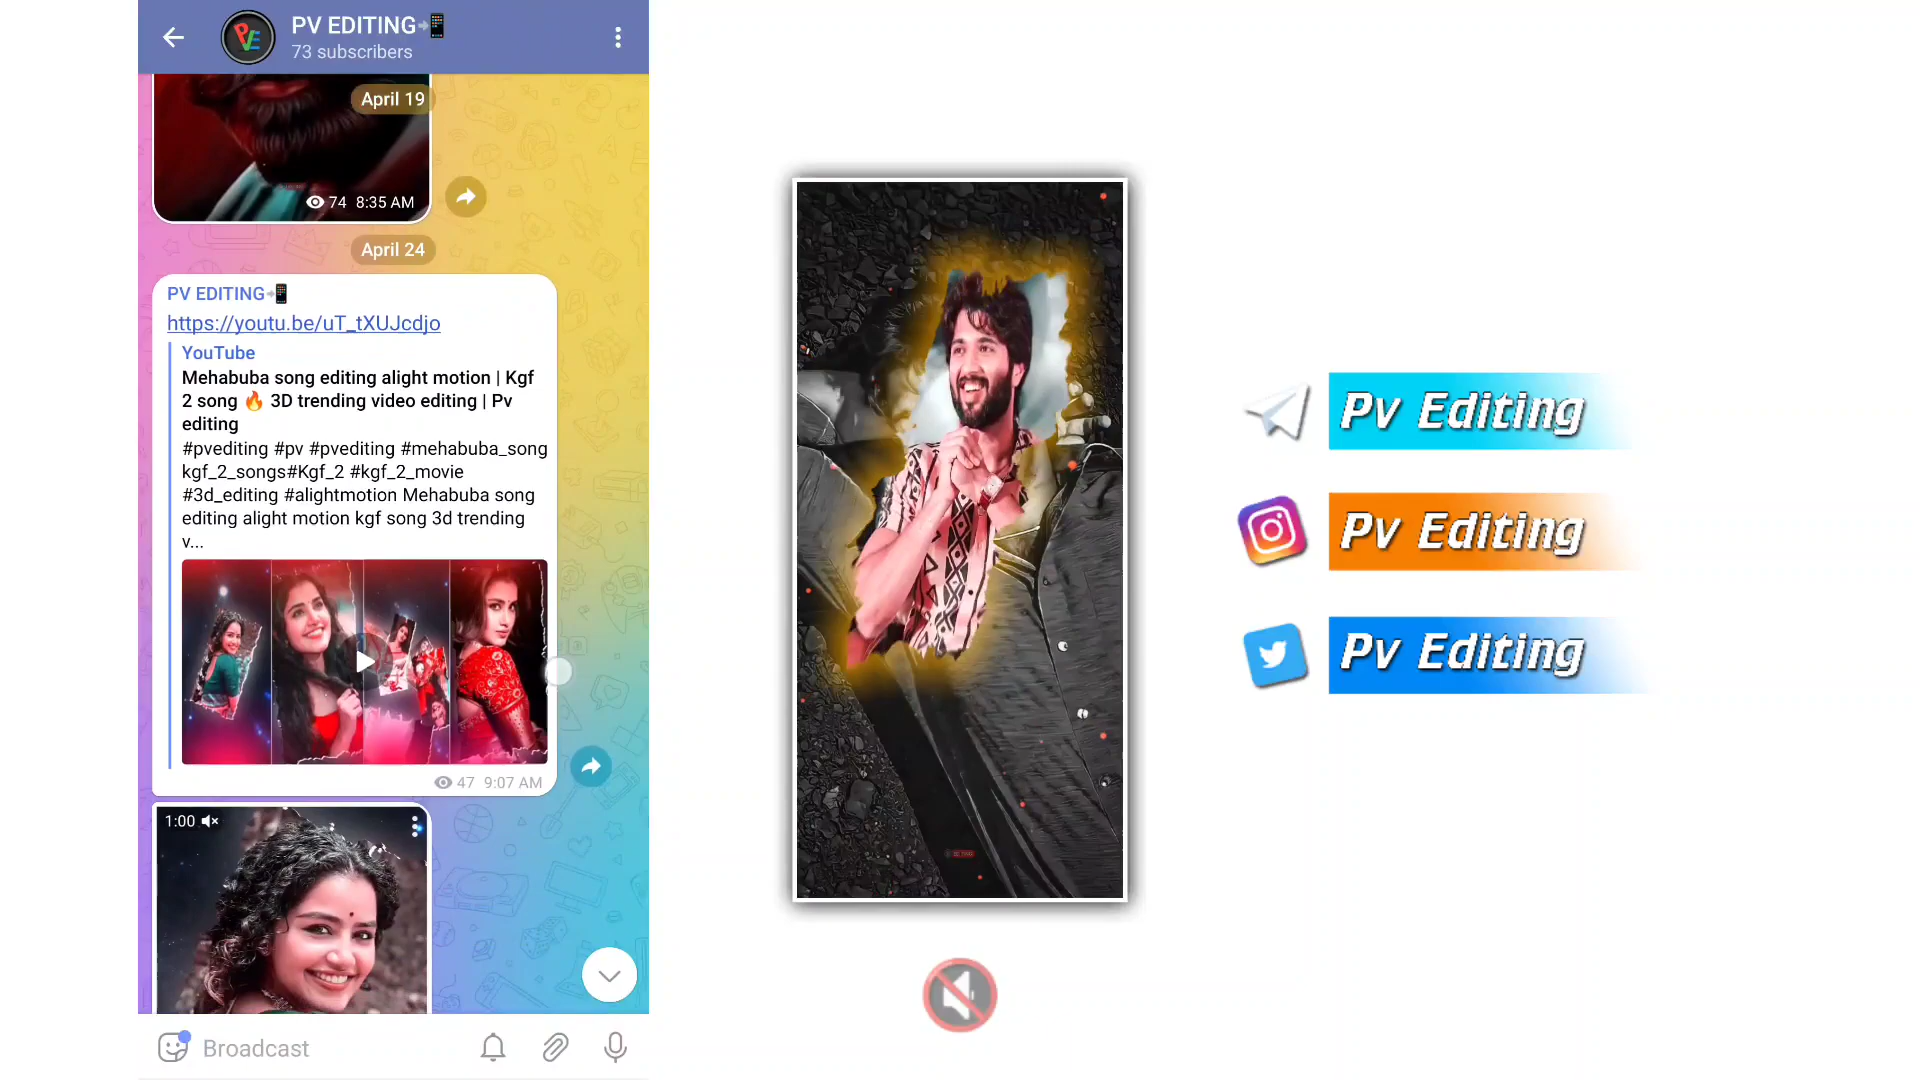 PV EDITING📲
73 subscribers
April 19
74 8:35 AM
April 24
PV EDITING📲
https://youtu.be/uT_tXUJcdjo
YouTube
Mehabuba song editing alight motion | Kgf
2 song 🔥 3D trending video editing | Pv
editing
#pvediting #pv #pvediting #mehabuba_song
kgf_2_songs#Kgf_2 #kgf_2_movie
#3d_editing #alightmotion Mehabuba song
editing alight motion kgf song 3d trending
v...
47 9:07 AM
1:00
Broadcast
Pv Editing
Pv Editing
Pv Editing